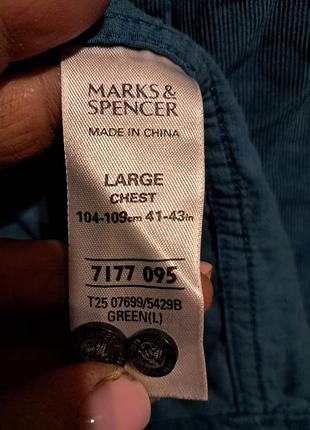 MARKS &
SPENCER
MADE IN CHINA
LARGE
CHEST
104-109cm 41-43in
7177 095
T25 07699/5429B
GREEN(L)